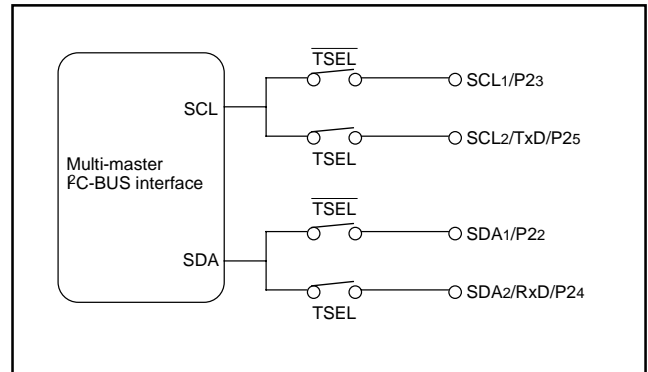 TSEL
SCL1/P23
SCL
SCL2/TxD/P25
TSEL
Multi-master
I²C-BUS interface
TSEL
SDA1/P22
SDA
SDA2/RxD/P24
TSEL